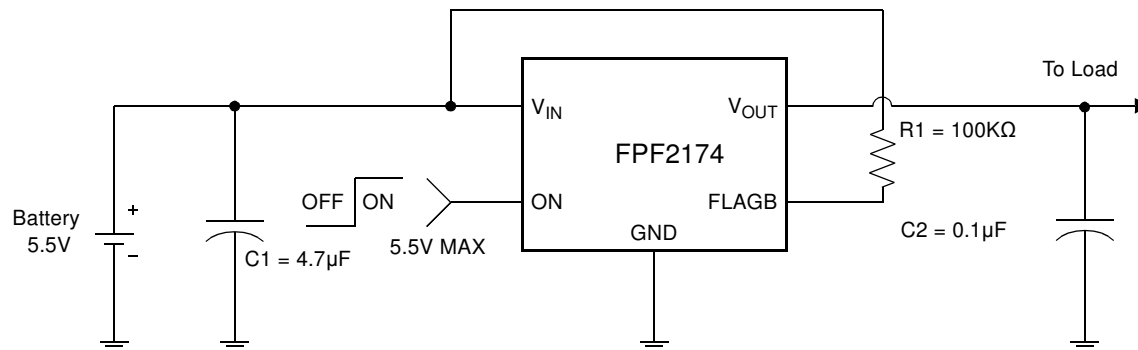 To Load
VIN
VOUT
R1 = 100KΩ
FPF2174
OFF
ON
ON
FLAGB
Battery
5.5V
+
–
C1 = 4.7µF
5.5V MAX
GND
C2 = 0.1µF